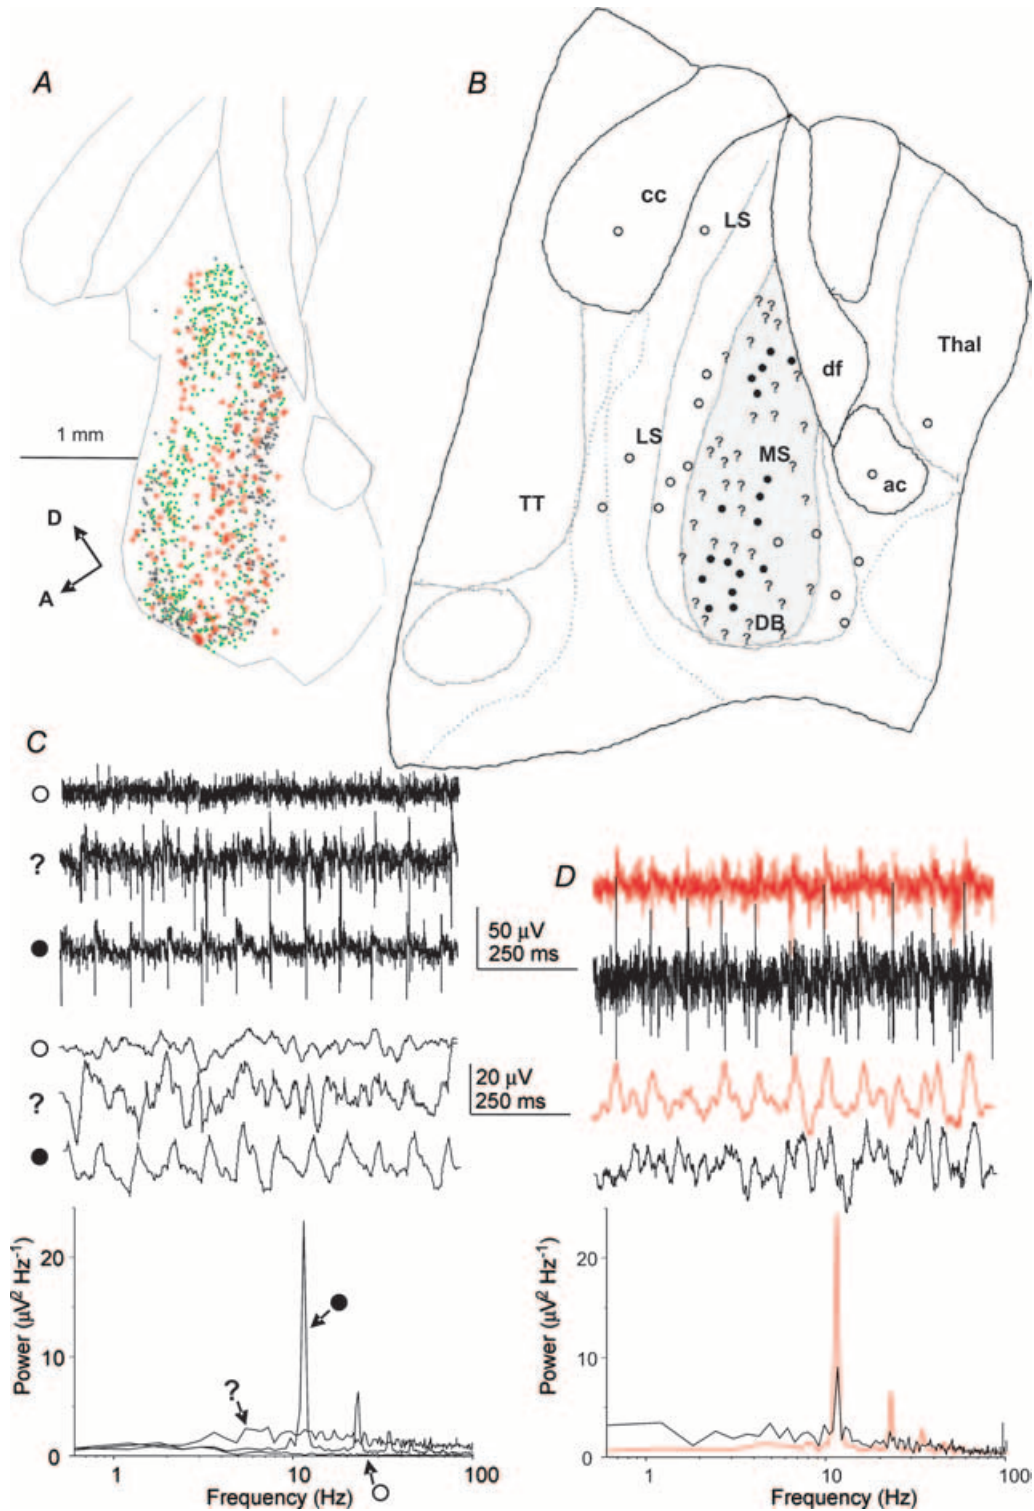 A
B
cc
LS
Thal
df
1 mm
LS
MS
ac
TT
D
A
DB
C
?
D
50 µV
250 ms
?
20 µV
250 ms
Power (µV² Hz⁻¹)
20
10
0
?
1
10
100
Frequency (Hz)
Power (µV² Hz⁻¹)
20
10
0
1
10
100
Frequency (Hz)